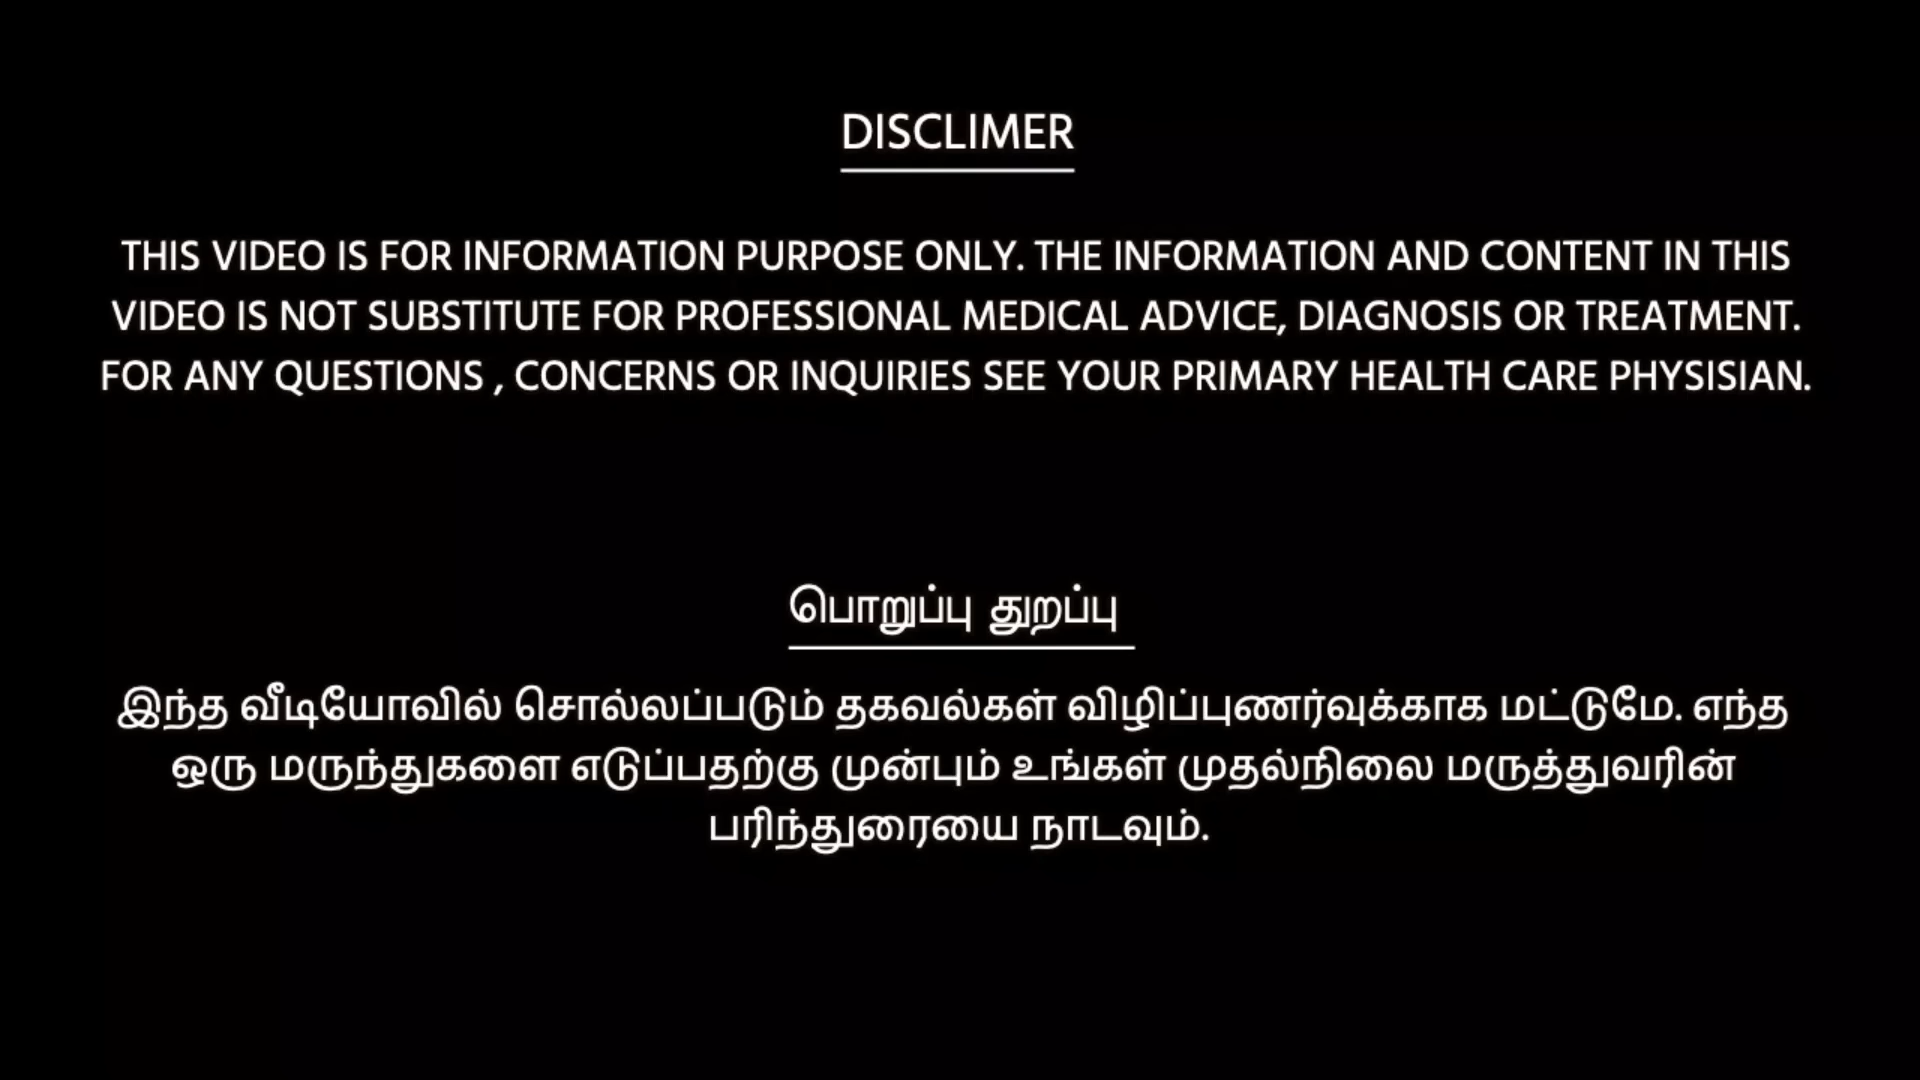 DISCLIMER
THIS VIDEO IS FOR INFORMATION PURPOSE ONLY. THE INFORMATION AND CONTENT IN THIS
VIDEO IS NOT SUBSTITUTE FOR PROFESSIONAL MEDICAL ADVICE, DIAGNOSIS OR TREATMENT.
FOR ANY QUESTIONS , CONCERNS OR INQUIRIES SEE YOUR PRIMARY HEALTH CARE PHYSISIAN.
பொறுப்பு துறப்பு
இந்த வீடியோவில் சொல்லப்படும் தகவல்கள் விழிப்புணர்வுக்காக மட்டுமே. எந்த
ஒரு மருந்துகளை எடுப்பதற்கு முன்பும் உங்கள் முதல்நிலை மருத்துவரின்
பரிந்துரையை நாடவும்.